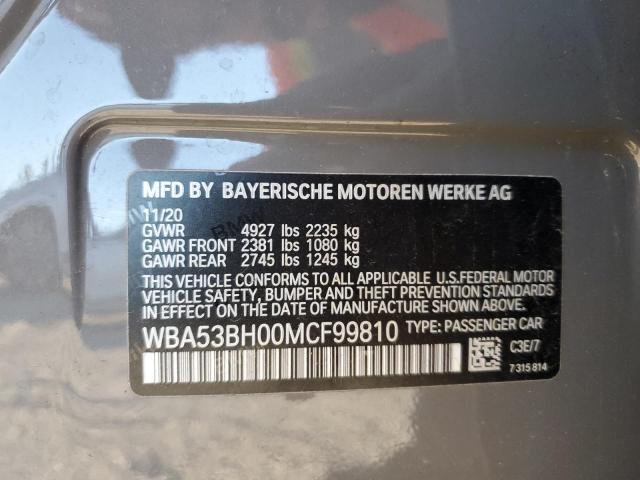 MFD BY BAYERISCHE MOTOREN WERKE AG
11/20
GVWR 4927 lbs 2235 kg
GAWR FRONT 2381 lbs 1080 kg
GAWR REAR 2745 lbs 1245 kg
THIS VEHICLE CONFORMS TO ALL APPLICABLE U.S.FEDERAL MOTOR
VEHICLE SAFETY, BUMPER AND THEFT PREVENTION STANDARDS
IN EFFECT ON THE DATE OF MANUFACTURE SHOWN ABOVE.
WBA53BH00MCF99810 TYPE: PASSENGER CAR
C3E/7
7 315 814